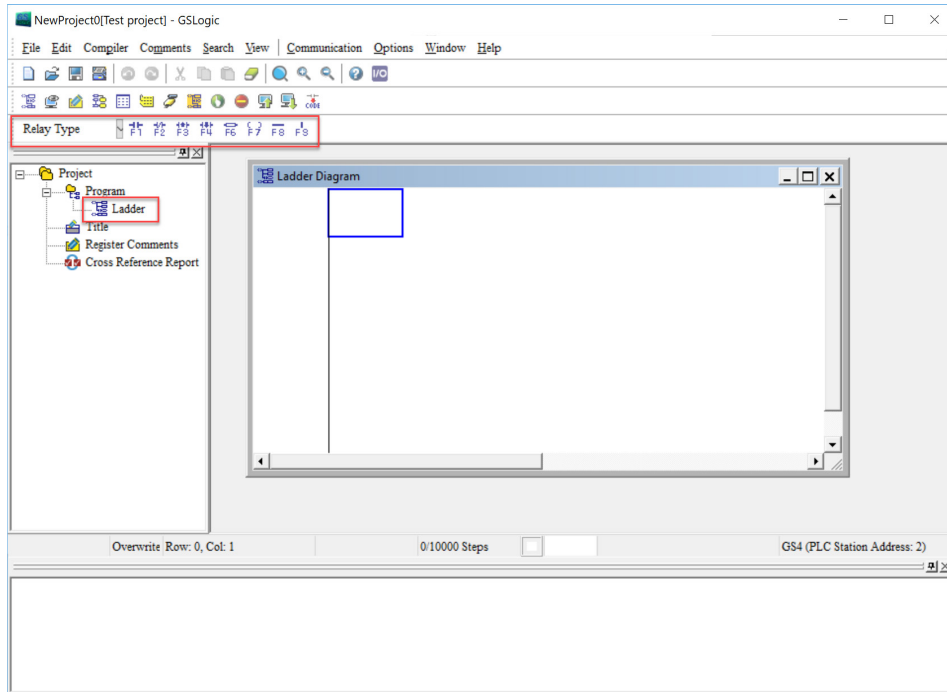 NewProject0[Test project] - GSLogic
File Edit Compiler Comments Search View Communication Options Window Help
I/O
CODE
Relay Type F1 F2 F3 F4 F6 F7 F8 F9
Project
Program
Ladder
Title
Register Comments
Cross Reference Report
Ladder Diagram
Overwrite Row: 0, Col: 1 0/10000 Steps GS4 (PLC Station Address: 2)